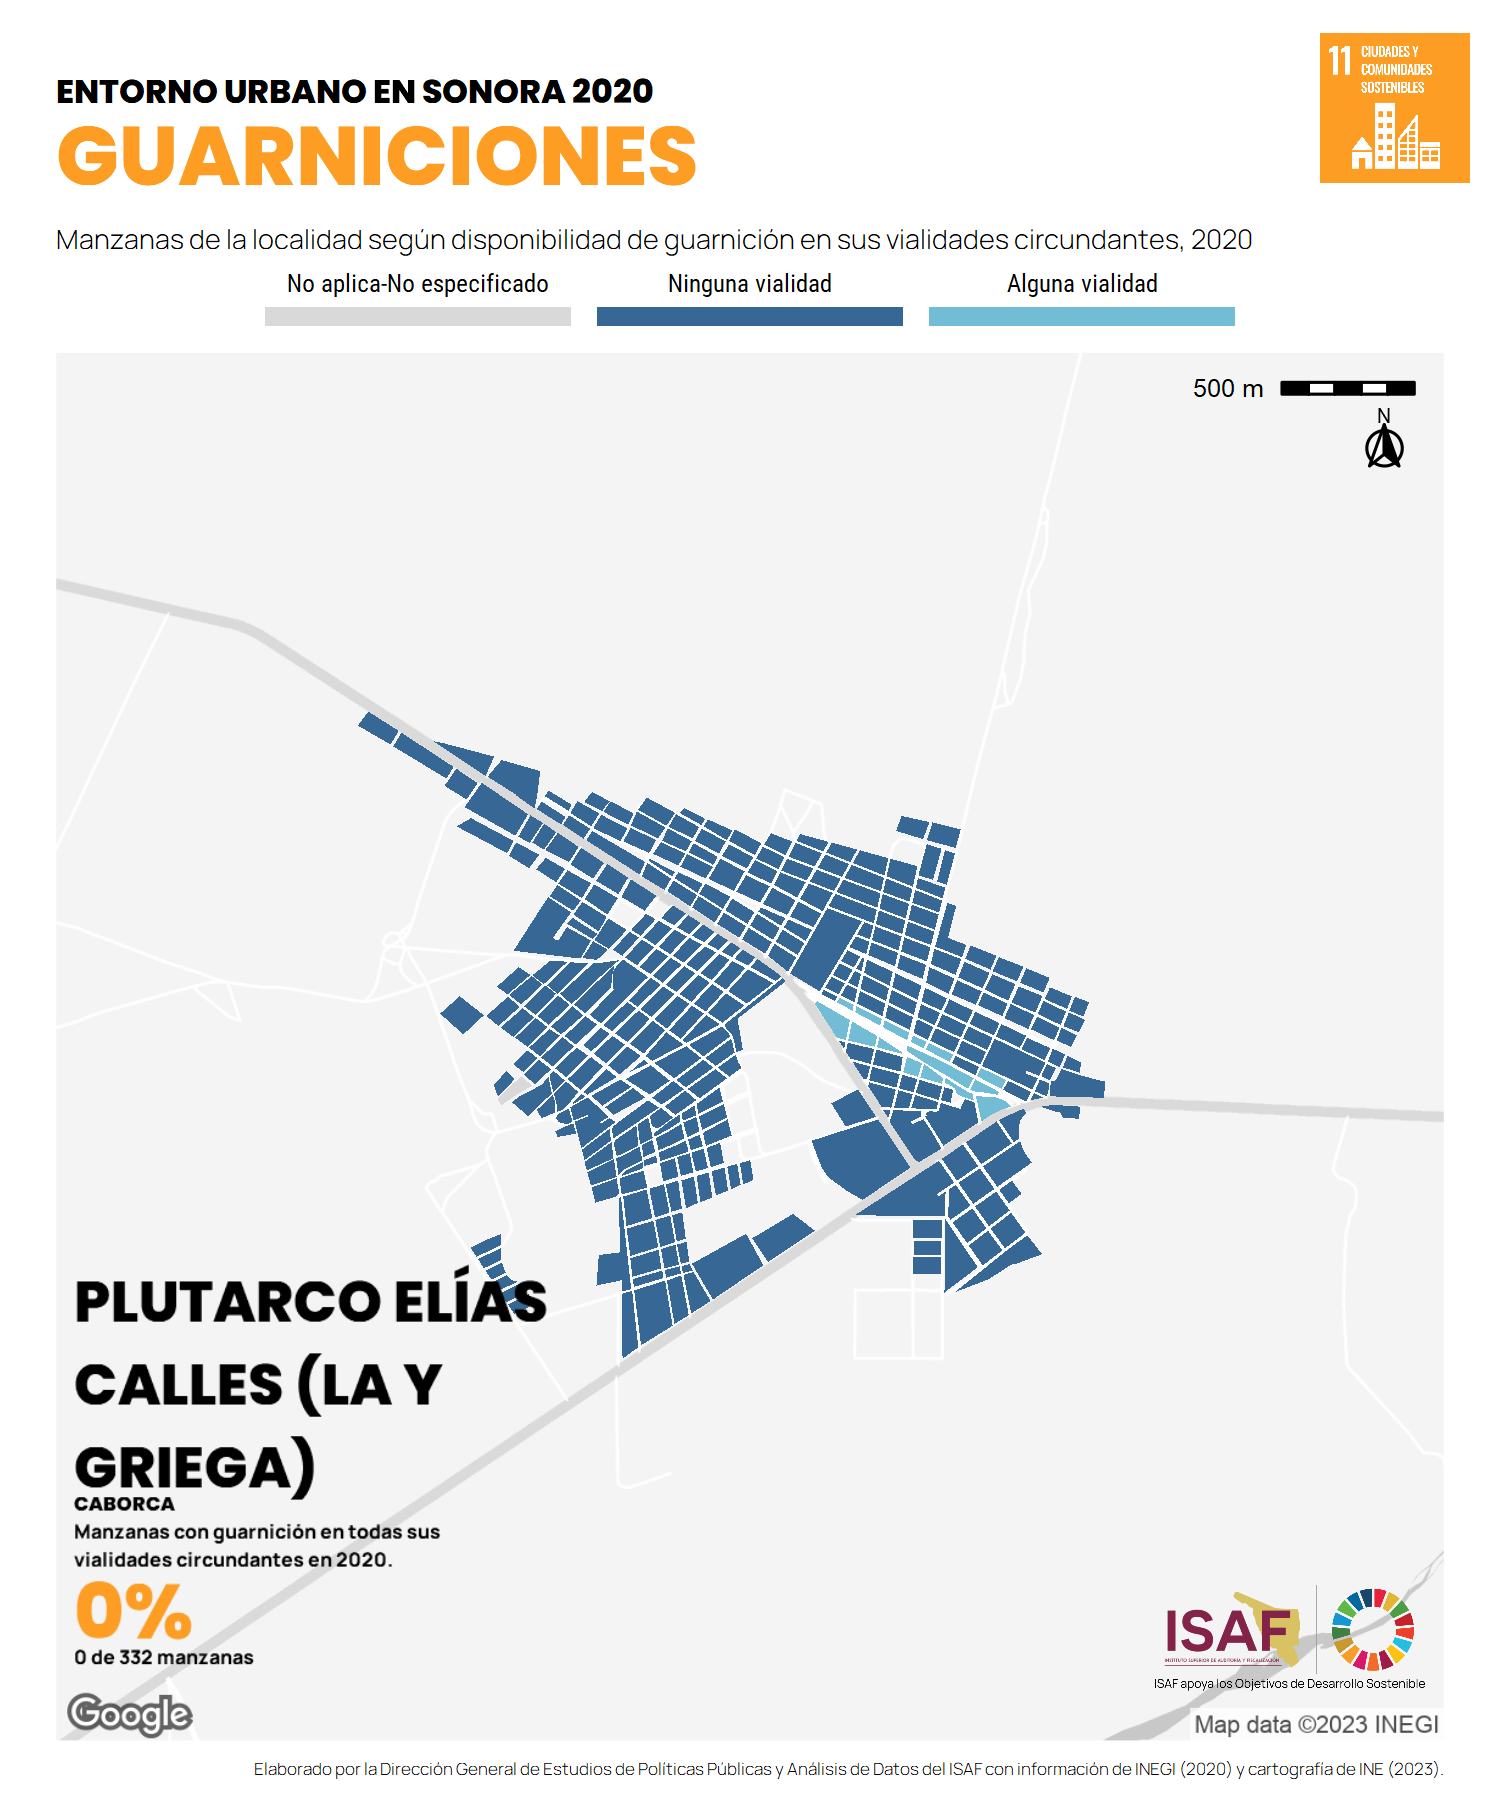 11 CIUDADES Y
COMUNIDADES
SOSTENIBLES
ENTORNO URBANO EN SONORA 2020
GUARNICIONES
Manzanas de la localidad según disponibilidad de guarnición en sus vialidades circundantes, 2020
No aplica-No especificado
Ninguna vialidad
Alguna vialidad
500 m
N
PLUTARCO ELÍAS
CALLES (LA Y
GRIEGA)
CABORCA
Manzanas con guarnición en todas sus
vialidades circundantes en 2020.
0%
0 de 332 manzanas
ISAF
INSTITUTO SUPERIOR DE AUDITORÍA Y FISCALIZACIÓN
ISAF apoya los Objetivos de Desarrollo Sostenible
Google
Map data ©2023 INEGI
Elaborado por la Dirección General de Estudios de Políticas Públicas y Análisis de Datos del ISAF con información de INEGI (2020) y cartografía de INE (2023).